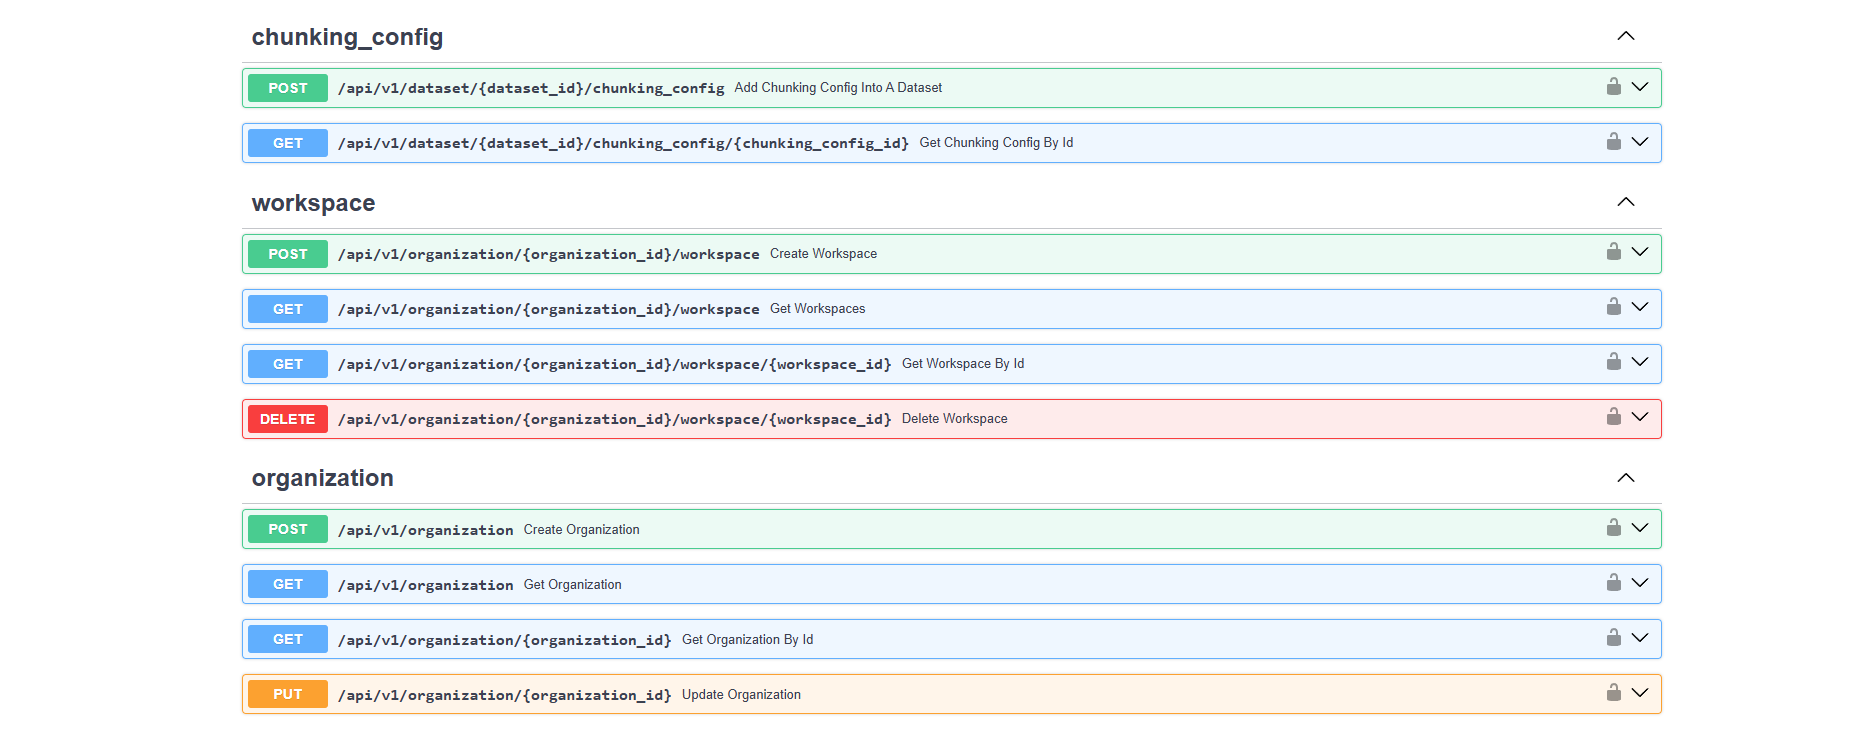 chunking_config
POST /api/v1/dataset/{dataset_id}/chunking_config Add Chunking Config Into A Dataset
GET /api/v1/dataset/{dataset_id}/chunking_config/{chunking_config_id} Get Chunking Config By Id
workspace
POST /api/v1/organization/{organization_id}/workspace Create Workspace
GET /api/v1/organization/{organization_id}/workspace Get Workspaces
GET /api/v1/organization/{organization_id}/workspace/{workspace_id} Get Workspace By Id
DELETE /api/v1/organization/{organization_id}/workspace/{workspace_id} Delete Workspace
organization
POST /api/v1/organization Create Organization
GET /api/v1/organization Get Organization
GET /api/v1/organization/{organization_id} Get Organization By Id
PUT /api/v1/organization/{organization_id} Update Organization